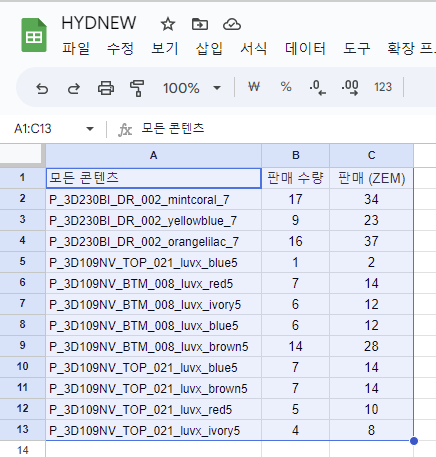 HYDNEW
파일 수정 보기 삽입 서식 데이터 도구 확장 프
100% ₩ % .0 .00 123
A1:C13 fx 모든 콘텐츠
A B C
1 모든 콘텐츠 판매 수량 판매 (ZEM)
2 P_3D230BI_DR_002_mintcoral_7 17 34
3 P_3D230BI_DR_002_yellowblue_7 9 23
4 P_3D230BI_DR_002_orangelilac_7 16 37
5 P_3D109NV_TOP_021_luvx_blue5 1 2
6 P_3D109NV_BTM_008_luvx_red5 7 14
7 P_3D109NV_BTM_008_luvx_ivory5 6 12
8 P_3D109NV_BTM_008_luvx_blue5 6 12
9 P_3D109NV_BTM_008_luvx_brown5 14 28
10 P_3D109NV_TOP_021_luvx_blue5 7 14
11 P_3D109NV_TOP_021_luvx_brown5 7 14
12 P_3D109NV_TOP_021_luvx_red5 5 10
13 P_3D109NV_TOP_021_luvx_ivory5 4 8
14